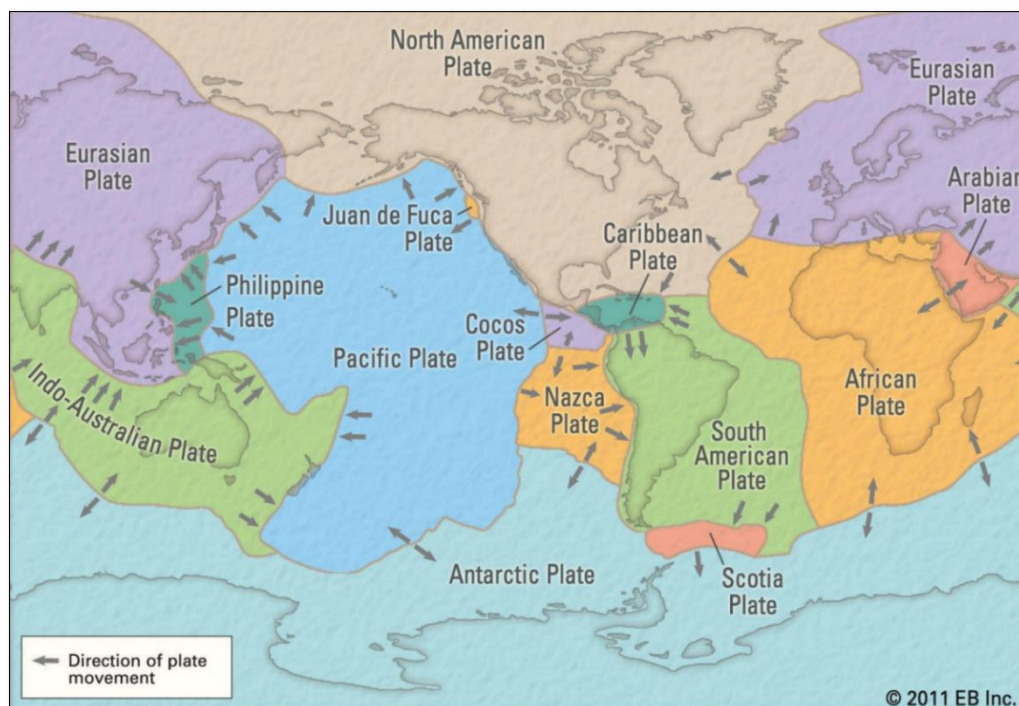 North American
Plate
Eurasian
Plate
Eurasian
Plate
Arabian
Plate
Juan de Fuca
Plate
Caribbean
Plate
Philippine
Plate
Cocos
Plate
Pacific Plate
Indo-Australian Plate
Nazca
Plate
African
Plate
South
American
Plate
Antarctic Plate
Scotia
Plate
Direction of plate
movement
© 2011 EB Inc.